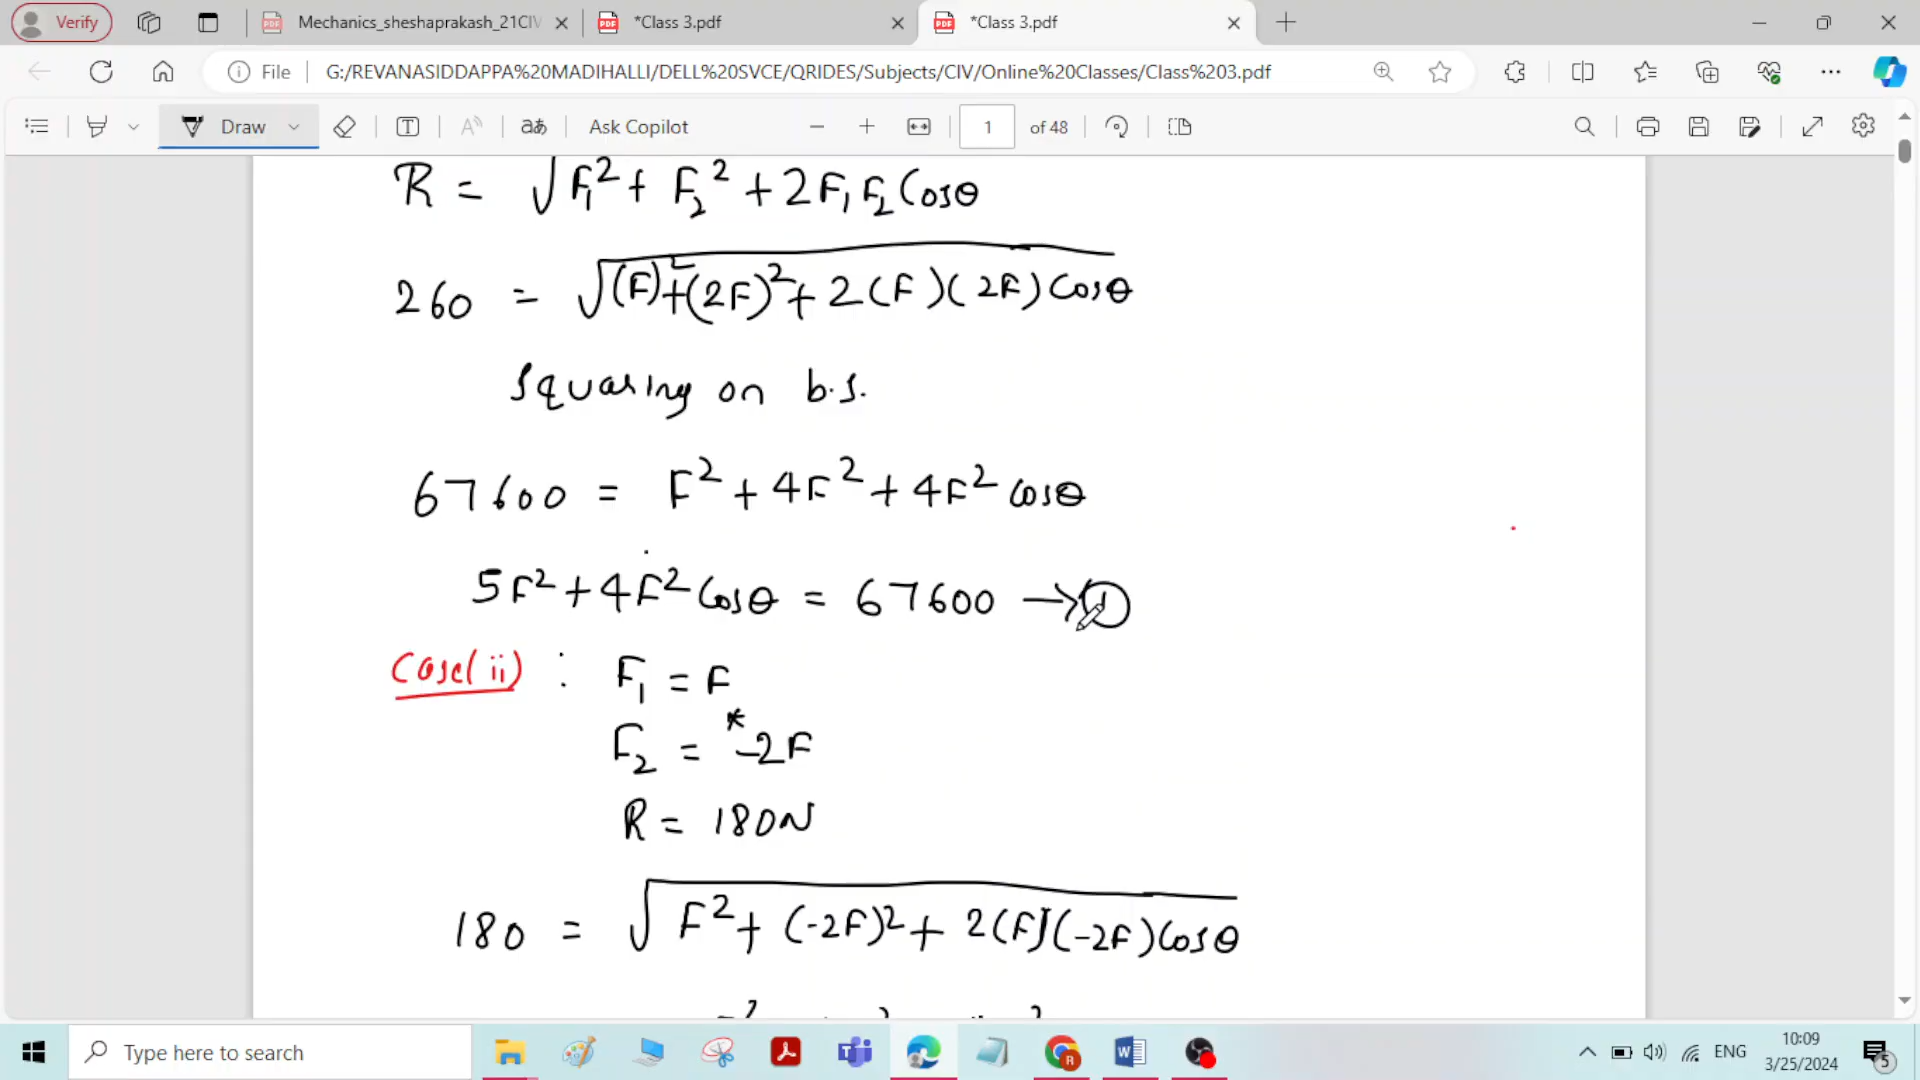 Verify
Mechanics_sheshaprakash_21CIV
*Class 3.pdf
*Class 3.pdf
File
G:/REVANASIDDAPPA%20MADIHALLI/DELL%20SVCE/QRIDES/Subjects/CIV/Online%20Classes/Class%203.pdf
Draw
Ask Copilot
1
of 48
R = √F₁² + F₂² + 2F₁F₂ Cosθ
260 = √(F)²+(2F)²+ 2(F)(2F) Cosθ
Squaring on b.s.
67600 = F² + 4F² + 4F² cosθ
5F² + 4F² Cosθ = 67600 → ①
Case(ii) : F₁ = F
F₂ = *-2F
R = 180N
180 = √F² + (-2F)² + 2(F)(-2F) Cosθ
Type here to search
ENG
10:09
3/25/2024
5